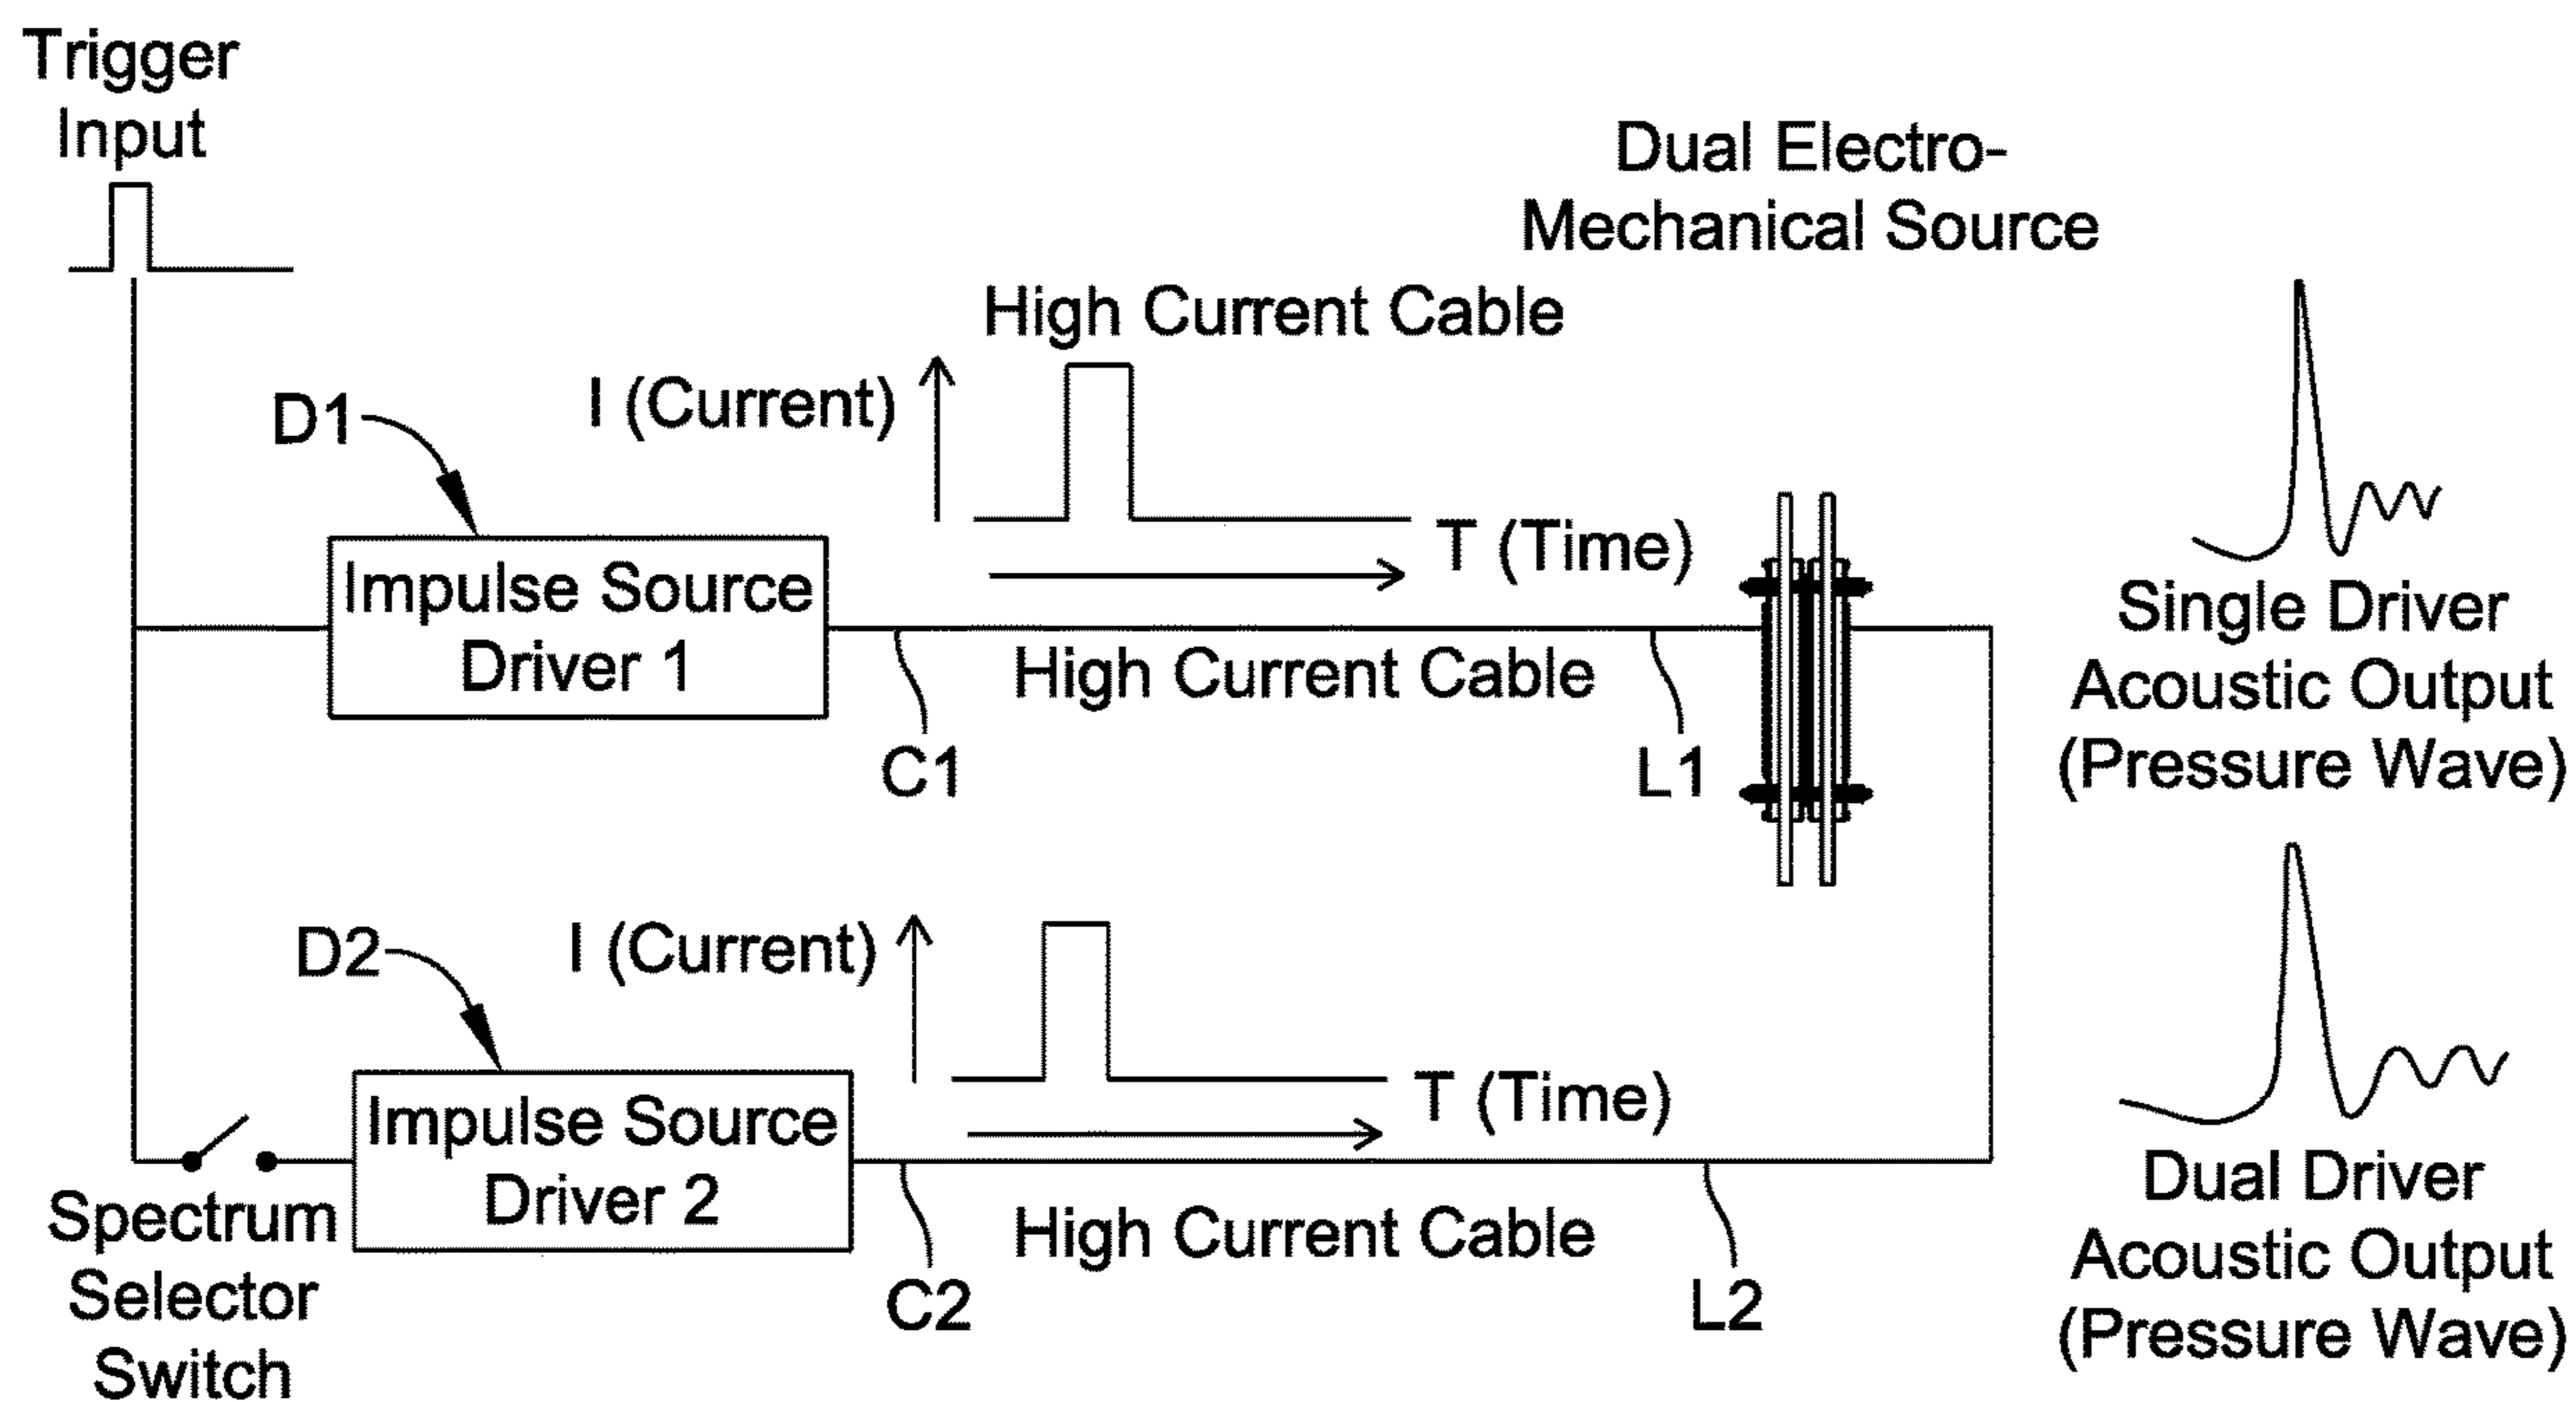 Trigger
Input
Dual Electro-
Mechanical Source
High Current Cable
I (Current)
D1
T (Time)
Impulse Source
Driver 1
High Current Cable
C1
L1
Single Driver
Acoustic Output
(Pressure Wave)
I (Current)
D2
T (Time)
Impulse Source
Driver 2
High Current Cable
C2
L2
Spectrum
Selector
Switch
Dual Driver
Acoustic Output
(Pressure Wave)